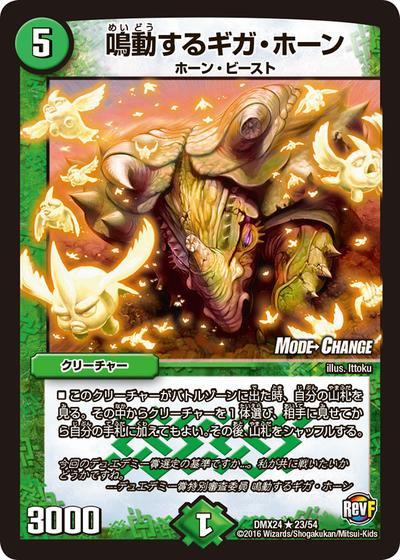 5
めいどう
鳴動するギガ・ホーン
ホーン・ビースト
MODE CHANGE
illus. Ittoku
クリーチャー
■ このクリーチャーがバトルゾーンに出た時、自分の山札を
見る。その中からクリーチャーを1体選び、相手に見せてか
ら自分の手札に加えてもよい。その後、山札をシャッフルする。
今回のデュエデミー賞選定の基準ですか…。私が共に戦いたいか
どうかですね。
---デュエデミー賞特別審査委員 鳴動するギガ・ホーン
3000
1
DMX24 ★ 23/54
©2016 Wizards/Shogakukan/Mitsui-Kids
RevF